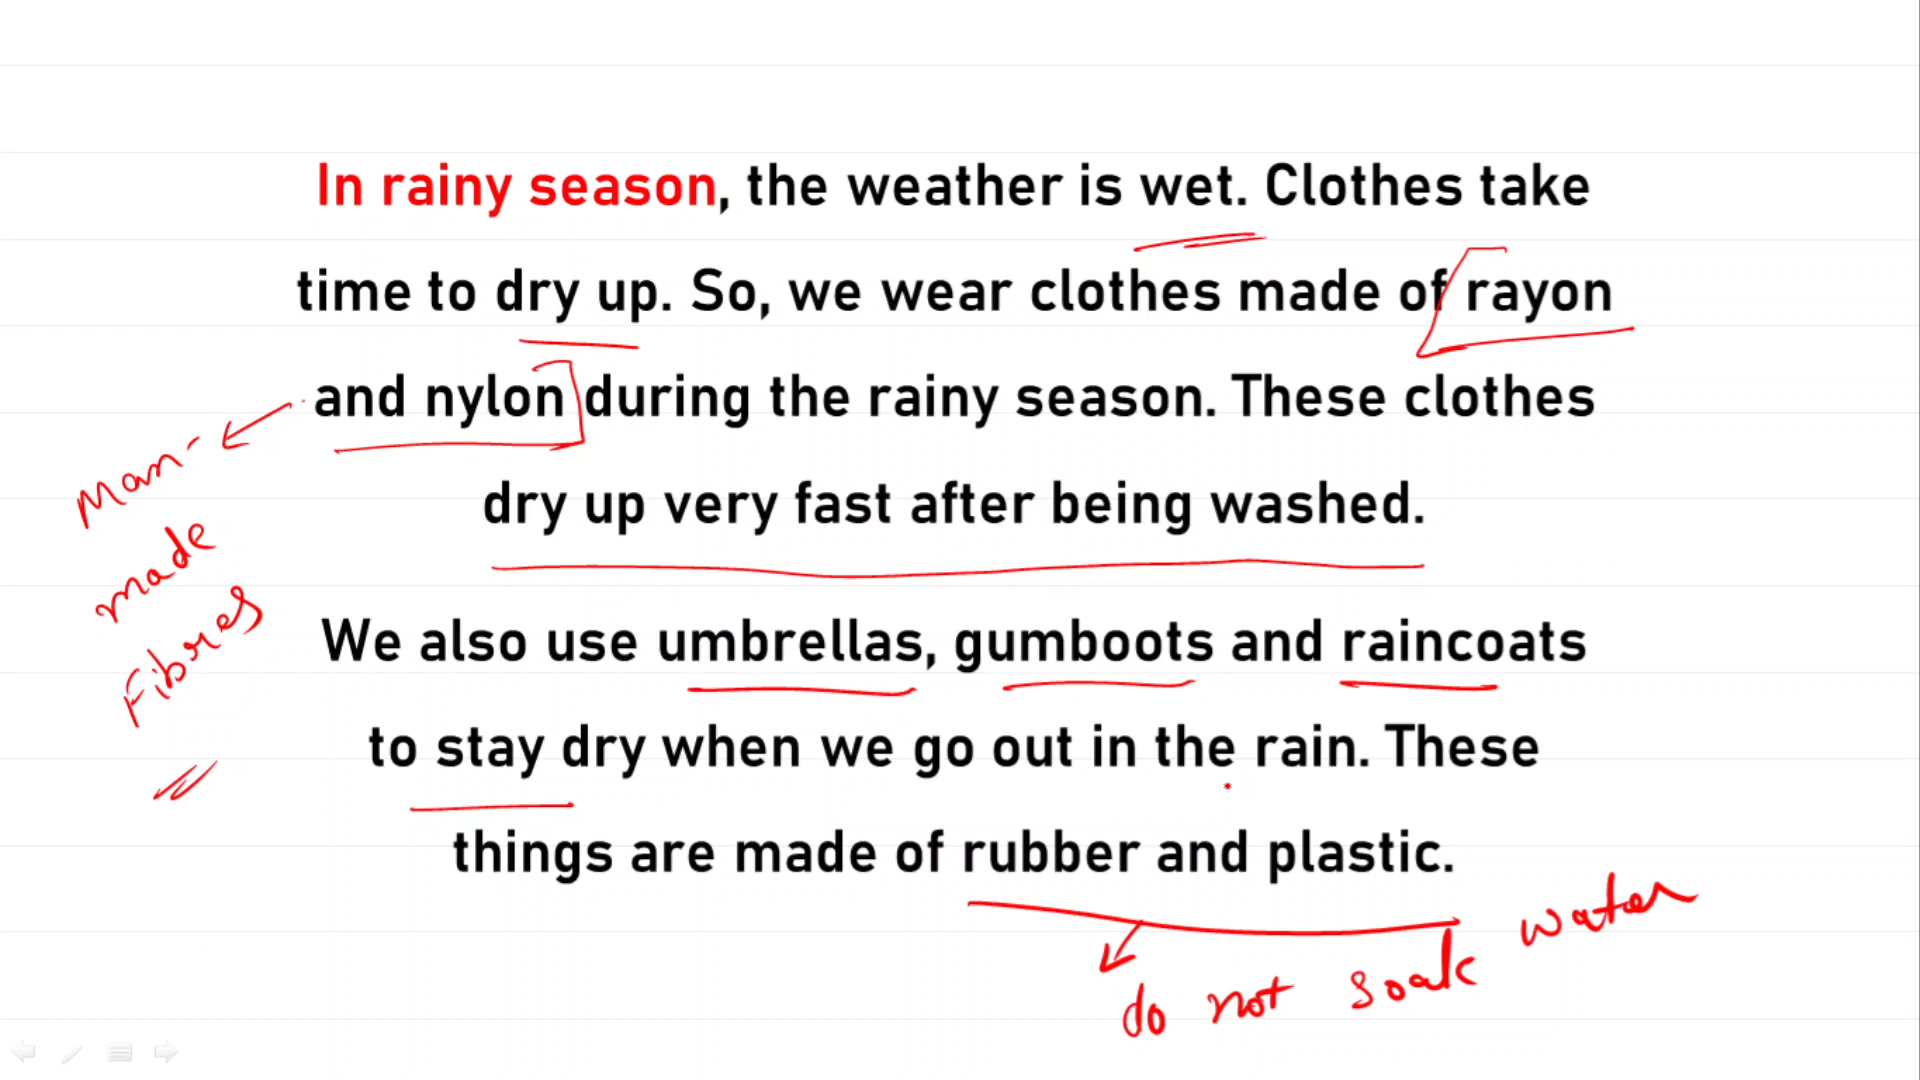 In rainy season, the weather is wet. Clothes take
time to dry up. So, we wear clothes made of rayon
and nylon during the rainy season. These clothes
dry up very fast after being washed.
Man-
made
Fibres
We also use umbrellas, gumboots and raincoats
to stay dry when we go out in the rain. These
things are made of rubber and plastic.
do not soak water